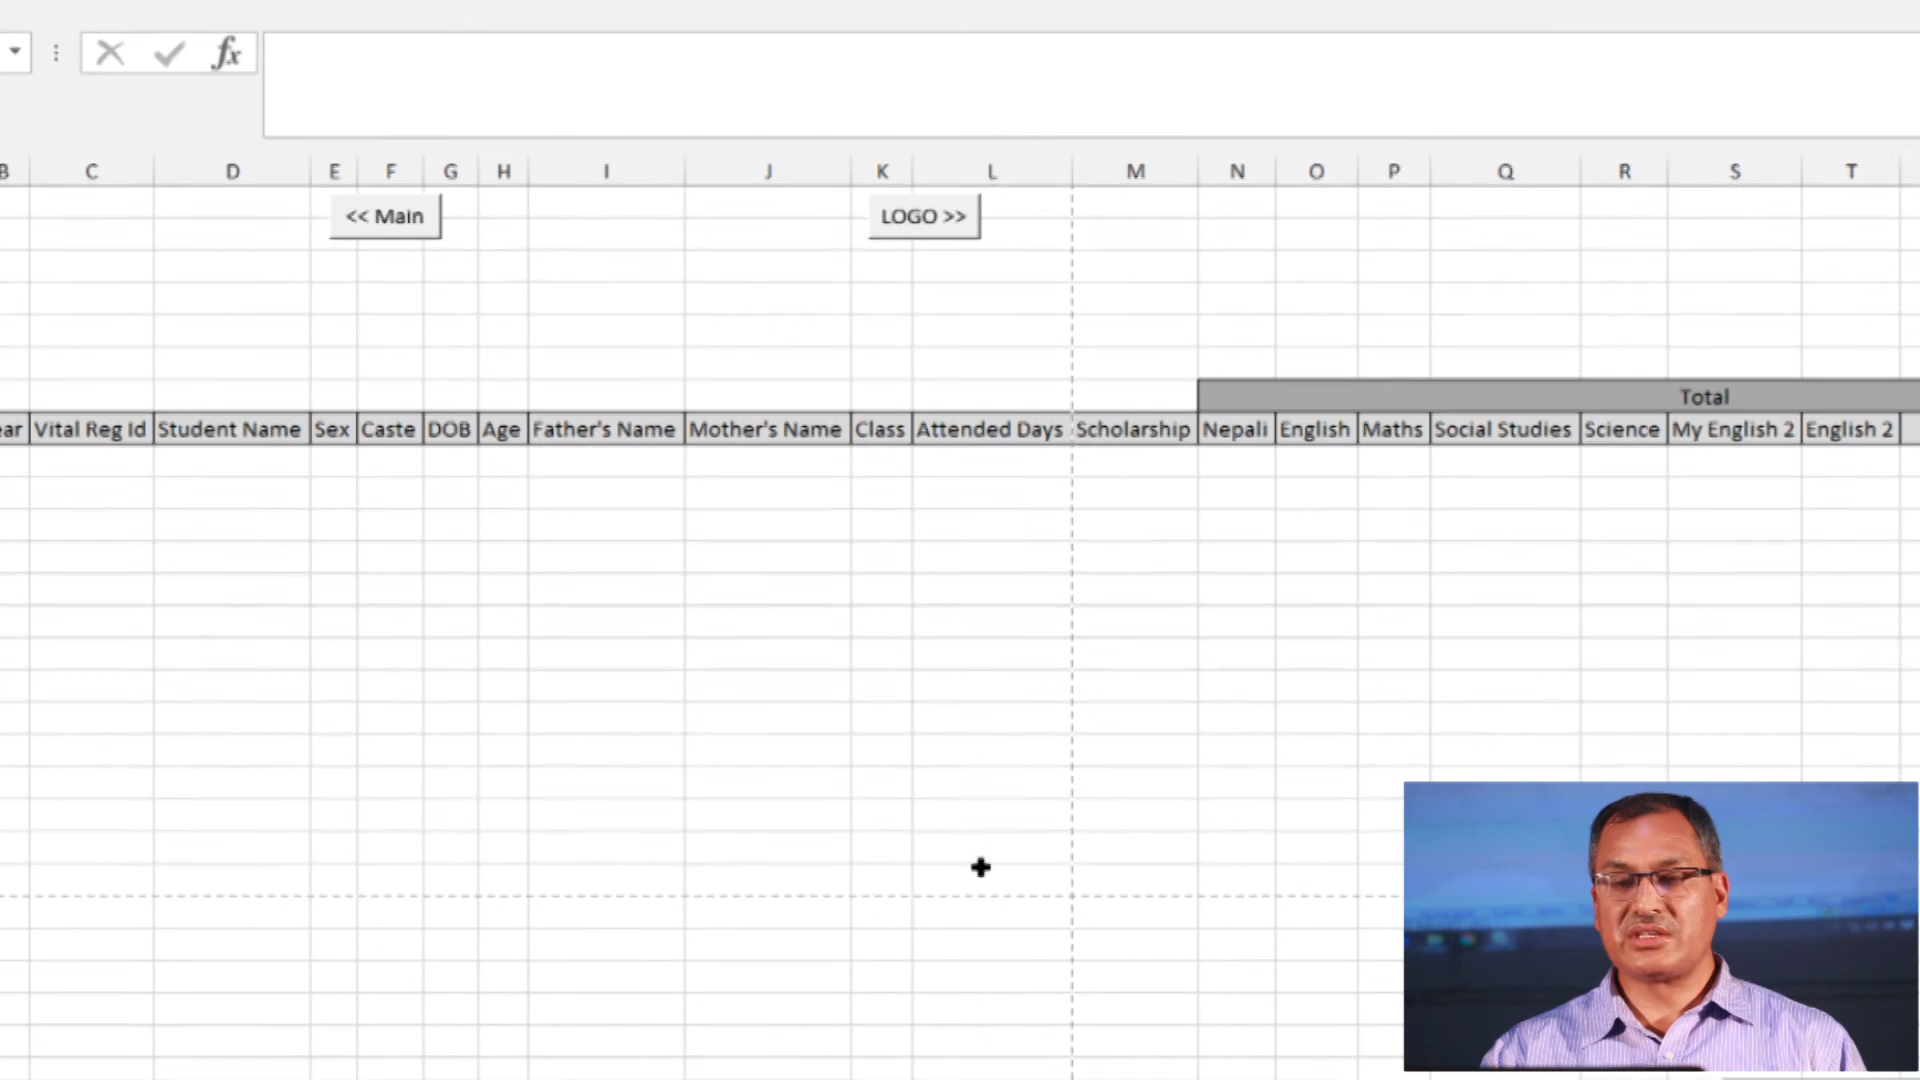 fx
B C D E F G H I J K L M N O P Q R S T
<< Main LOGO >>
Total
Vital Reg Id Student Name Sex Caste DOB Age Father's Name Mother's Name Class Attended Days Scholarship Nepali English Maths Social Studies Science My English 2 English 2